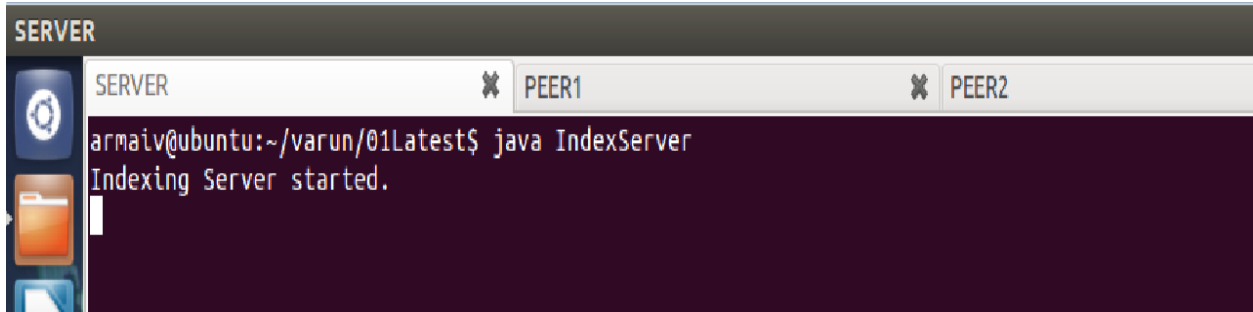 SERVER
SERVER PEER1 PEER2
armaiv@ubuntu:~/varun/01Latest$ java IndexServer
Indexing Server started.